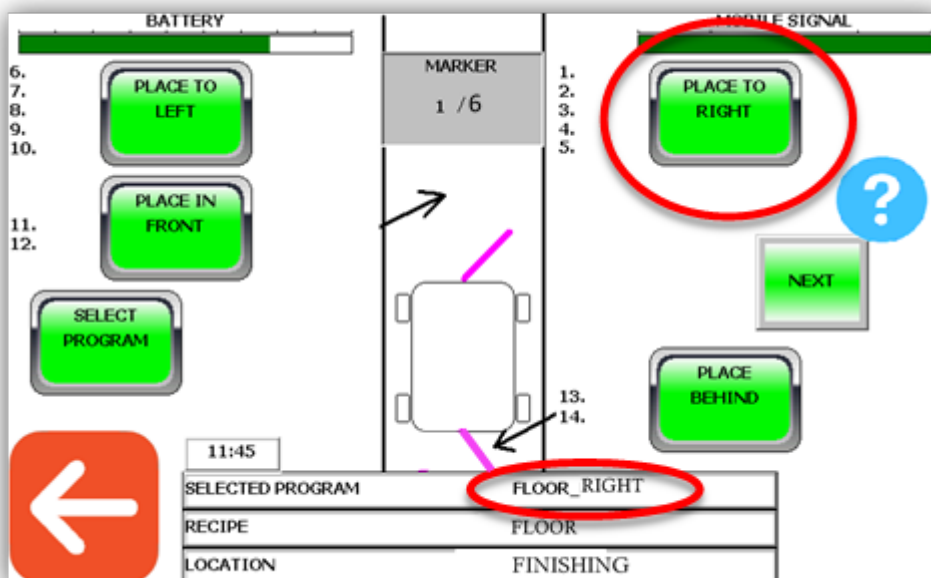 BATTERY
MOBILE SIGNAL
6.
7.
8.
9.
10.
PLACE TO
LEFT
MARKER
1 /6
1.
2.
3.
4.
5.
PLACE TO
RIGHT
11.
12.
PLACE IN
FRONT
?
NEXT
SELECT
PROGRAM
13.
14.
PLACE
BEHIND
11:45
SELECTED PROGRAM FLOOR_RIGHT
RECIPE FLOOR
LOCATION FINISHING